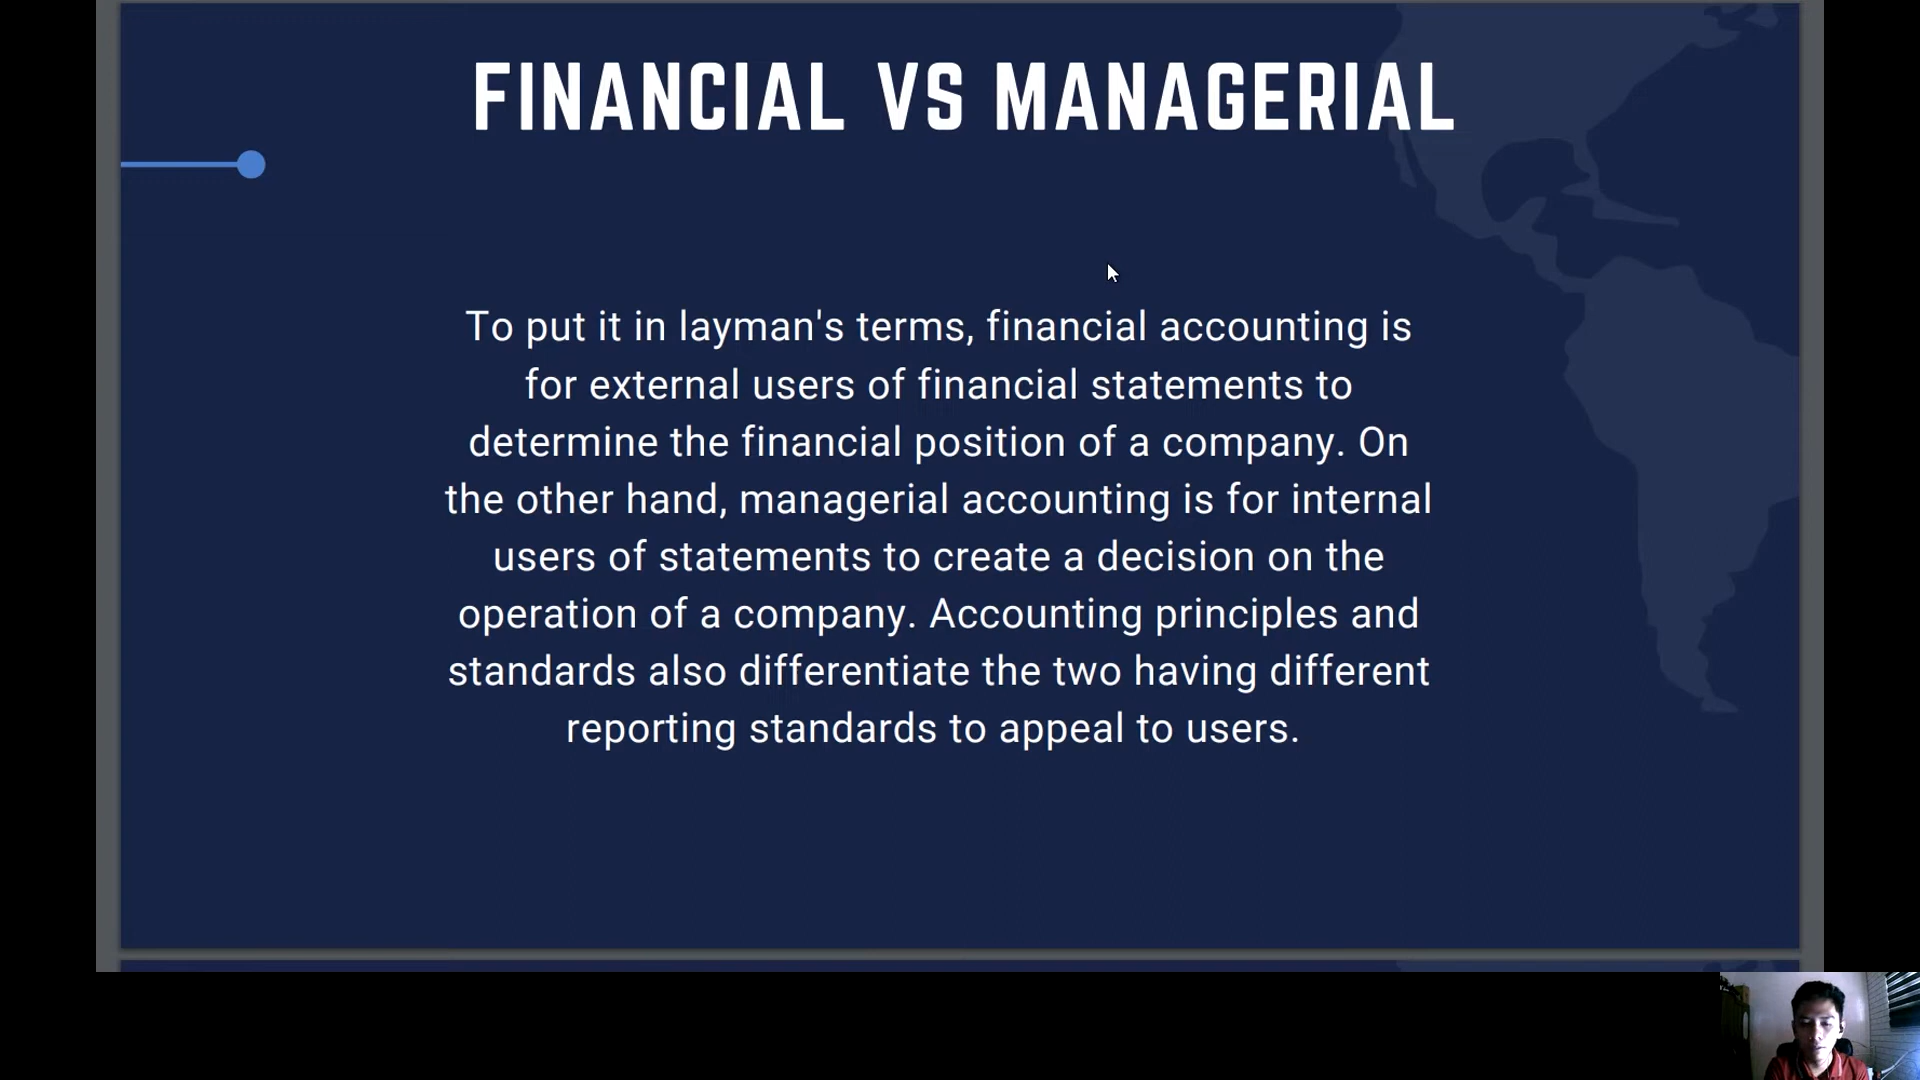 FINANCIAL VS MANAGERIAL
To put it in layman's terms, financial accounting is
for external users of financial statements to
determine the financial position of a company. On
the other hand, managerial accounting is for internal
users of statements to create a decision on the
operation of a company. Accounting principles and
standards also differentiate the two having different
reporting standards to appeal to users.